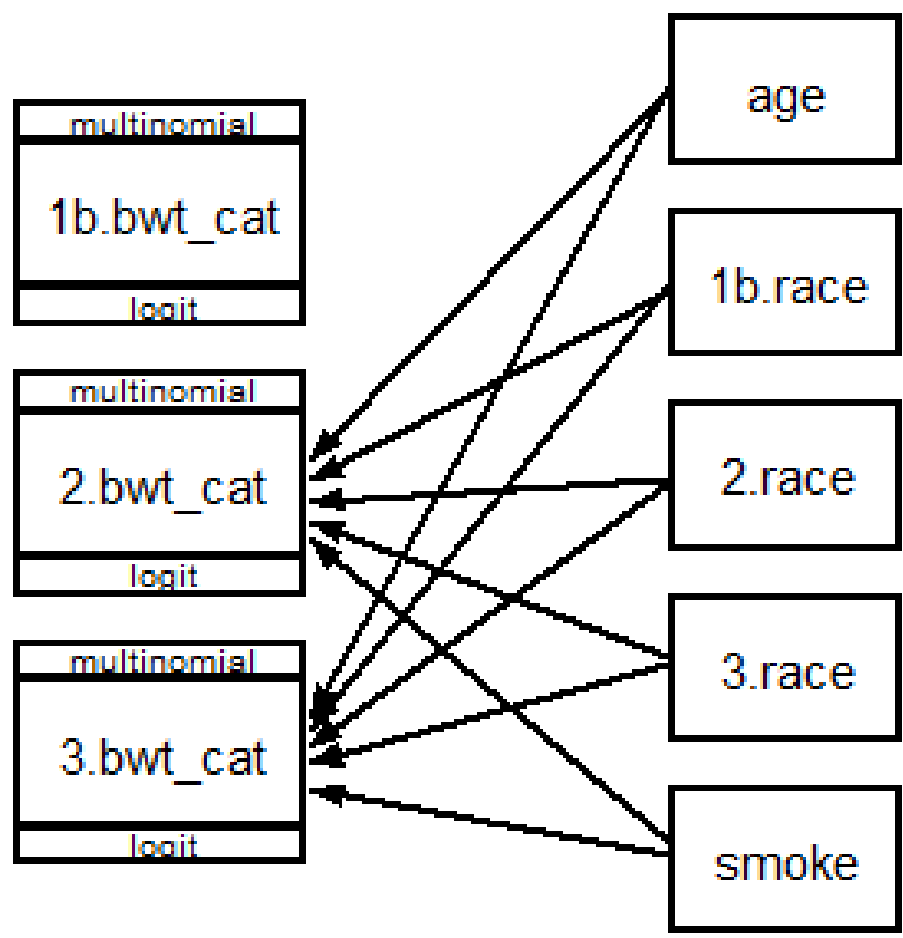 multinomial
1b.bwt_cat
logit
multinomial
2.bwt_cat
logit
multinomial
3.bwt_cat
logit
age
1b.race
2.race
3.race
smoke